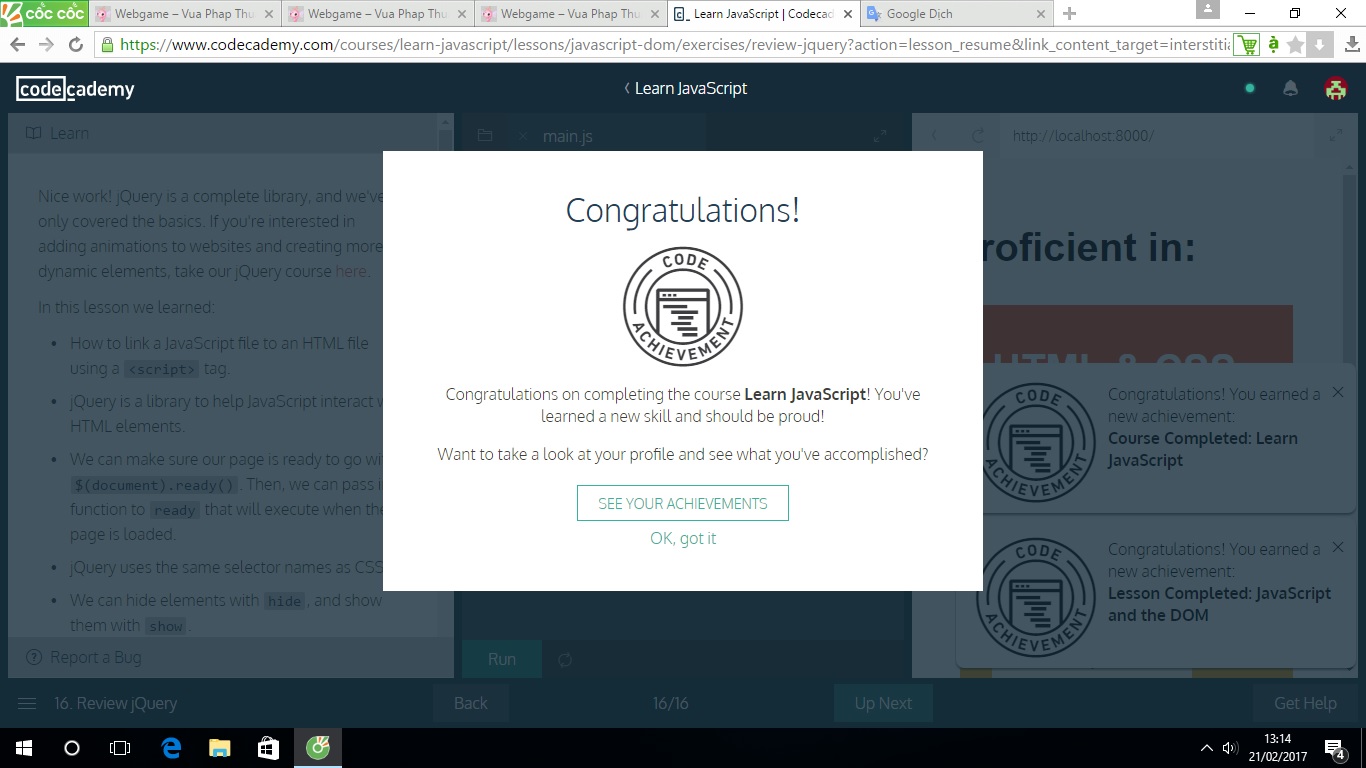 CỐC CỐC
Webgame – Vua Pháp Thu
Webgame – Vua Pháp Thu
Webgame – Vua Pháp Thu
Learn JavaScript | Codecad
Google Dịch
https://www.codecademy.com/courses/learn-javascript/lessons/javascript-dom/exercises/review-jquery?action=lesson_resume&link_content_target=interstitia
codecademy
Learn JavaScript
Learn
main.js
http://localhost:8000/
Nice work! jQuery is a complete library, and we've
only covered the basics. If you're interested in
adding animations to websites and creating more
dynamic elements, take our jQuery course here.
In this lesson we learned:
• How to link a JavaScript file to an HTML file
using a <script> tag.
• jQuery is a library to help JavaScript interact w
HTML elements.
• We can make sure our page is ready to go wi
$(document).ready(). Then, we can pass i
function to ready that will execute when the
page is loaded.
• jQuery uses the same selector names as CSS
• We can hide elements with hide, and show
them with show.
Report a Bug
Congratulations!
CODE
ACHIEVEMENT
Congratulations on completing the course Learn JavaScript! You've
learned a new skill and should be proud!
Want to take a look at your profile and see what you've accomplished?
SEE YOUR ACHIEVEMENTS
OK, got it
roficient in:
HTML & CSS
CODE
ACHIEVEMENT
Congratulations! You earned a
new achievement:
Course Completed: Learn
JavaScript
CODE
ACHIEVEMENT
Congratulations! You earned a
new achievement:
Lesson Completed: JavaScript
and the DOM
Run
16. Review jQuery
Back
16/16
Up Next
Get Help
13:14
21/02/2017
4